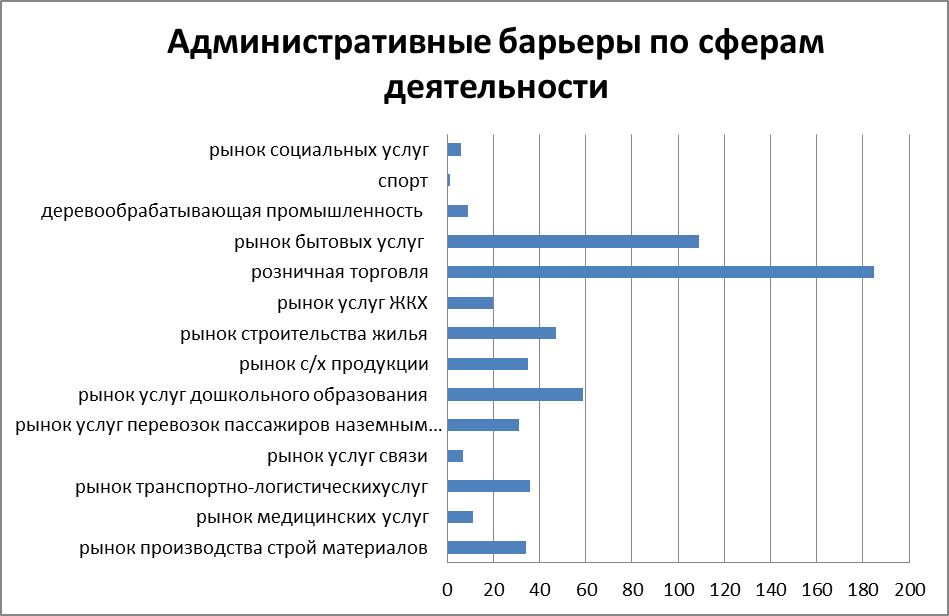 Административные барьеры по сферам
деятельности
рынок социальных услуг
спорт
деревообрабатывающая промышленность
рынок бытовых услуг
розничная торговля
рынок услуг ЖКХ
рынок строительства жилья
рынок с/х продукции
рынок услуг дошкольного образования
рынок услуг перевозок пассажиров наземным...
рынок услуг связи
рынок транспортно-логистическихуслуг
рынок медицинских услуг
рынок производства строй материалов
0 20 40 60 80 100 120 140 160 180 200